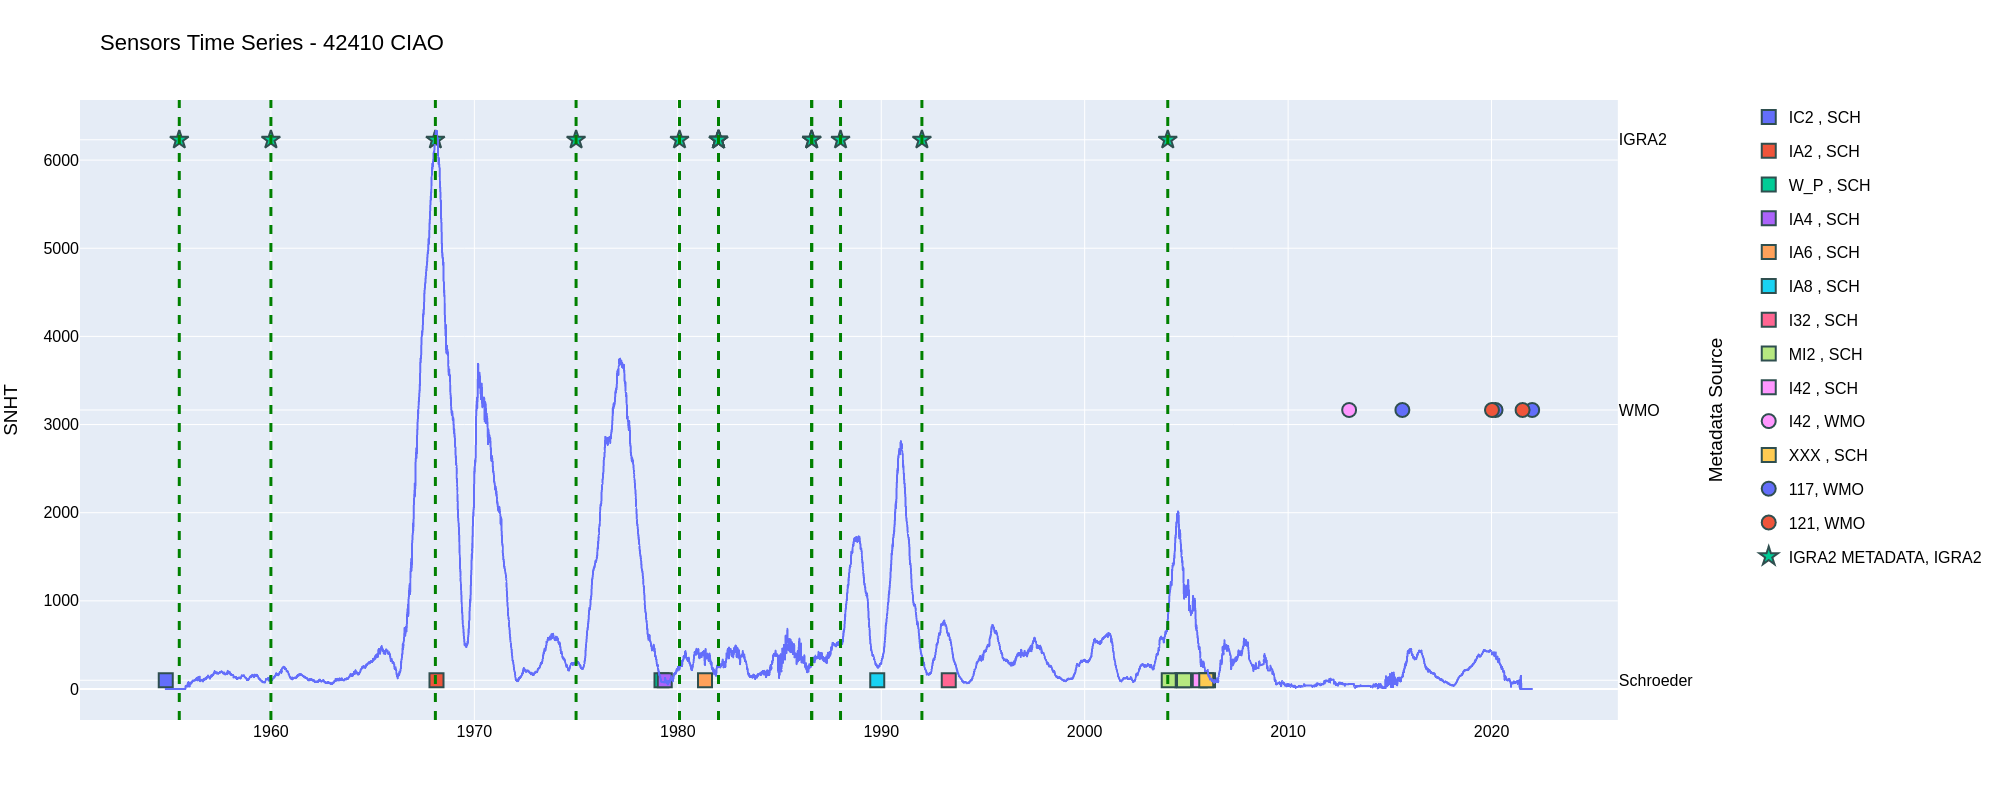 Sensors Time Series - 42410 CIAO
SNHT
6000
5000
4000
3000
2000
1000
0
1960
1970
1980
1990
2000
2010
2020
IGRA2
WMO
Schroeder
Metadata Source
IC2 , SCH
IA2 , SCH
W_P , SCH
IA4 , SCH
IA6 , SCH
IA8 , SCH
I32 , SCH
MI2 , SCH
I42 , SCH
I42 , WMO
XXX , SCH
117, WMO
121, WMO
IGRA2 METADATA, IGRA2